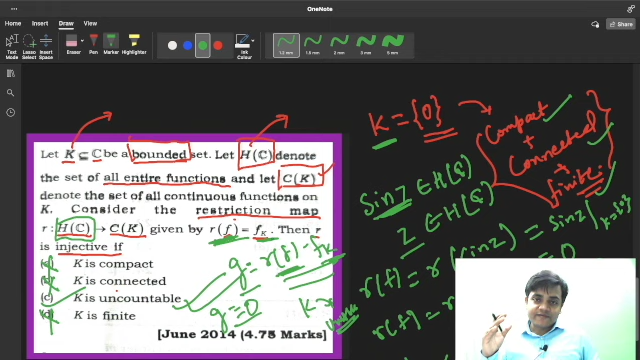 OneNote
Home
Insert
Draw
View
Text Mode
Lasso Select
Insert Space
Eraser
Pen
Marker
Highlighter
Let K ⊆ C be a bounded set. Let H(ℂ) denote
the set of all entire functions and let C(K)
denote the set of all continuous functions on
K. Consider the restriction map
r: H(ℂ) → C(K) given by r(f) = f_K. Then r
is injective if
K is compact
K is connected
(c) K is uncountable
K is finite
[June 2014 (4.75 Marks)
g = r(f) - f_K
g ≡ 0
K = {0}
Compact
+
Connected
+
finite
Sin z ∈ H(ℂ)
z ∈ H(ℂ)
r(f) = r(sin z) = sin z|
= 0
r(f) =